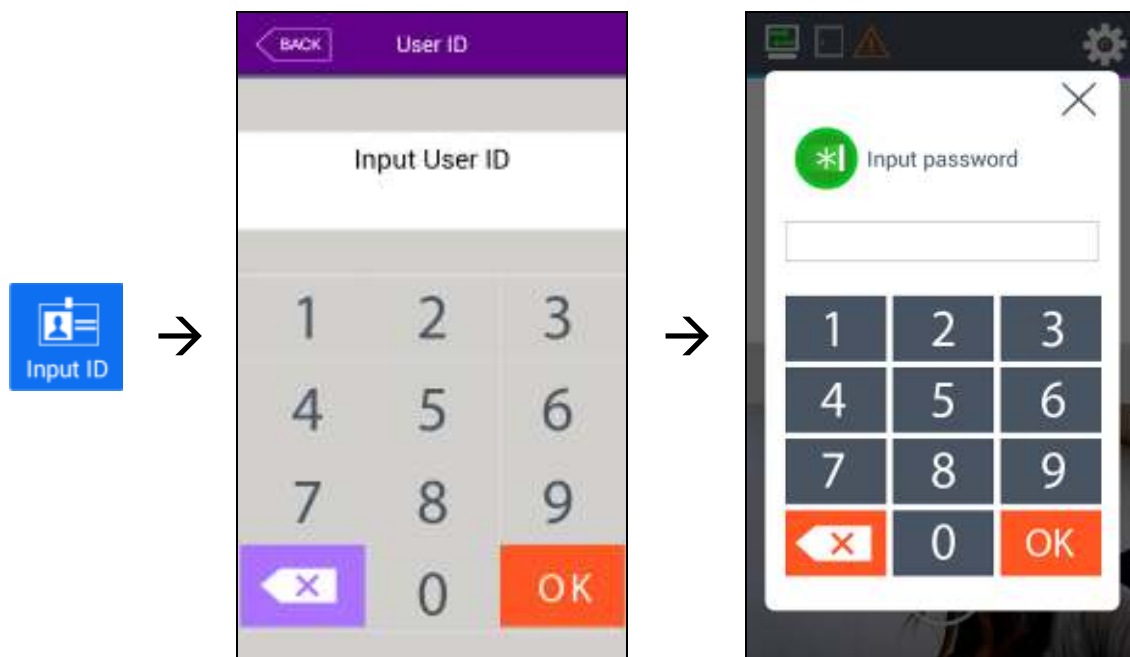 Input ID
BACK User ID
Input User ID
1 2 3
4 5 6
7 8 9
0 OK
Input password
1 2 3
4 5 6
7 8 9
0 OK